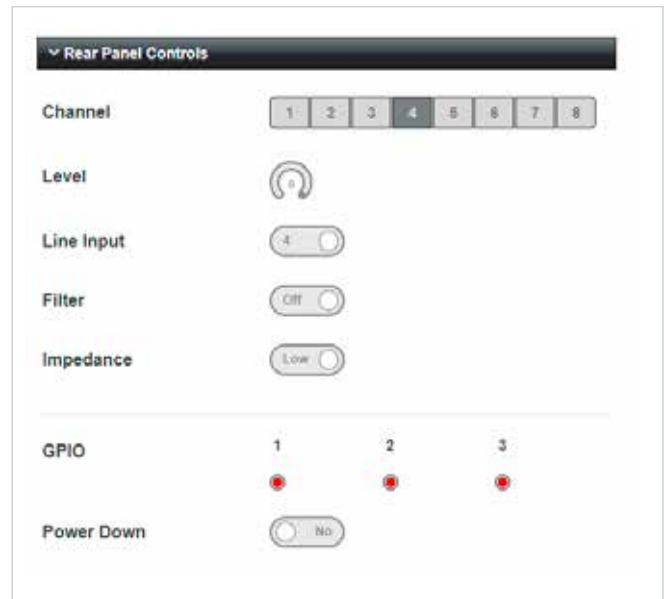 Rear Panel Controls
Channel 1 2 3 4 5 6 7 8
Level
Line Input 4
Filter Off
Impedance Low
GPIO 1 2 3
Power Down No